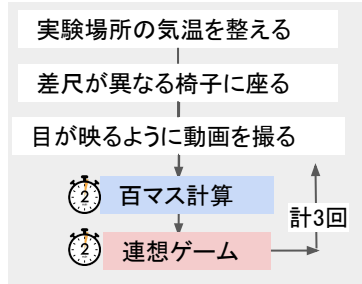 実験場所の気温を整える
差尺が異なる椅子に座る
目が映るように動画を撮る
2 百マス計算
計3回
2 連想ゲーム